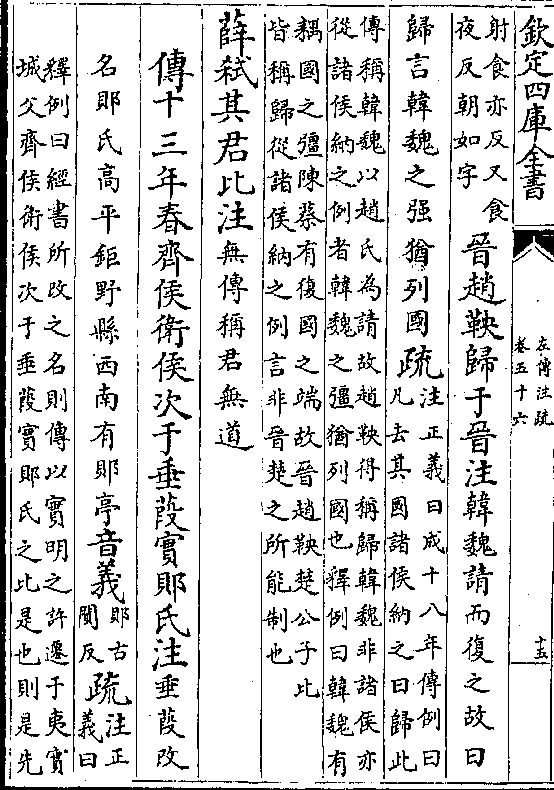 欽定四庫全書
左傳注疏
卷五十六
十五
射食亦反又食
夜反朝如字
晉趙鞅歸于晉注韓魏請而復之故曰
歸言韓魏之强猶列國疏
注正義曰成十八年傳例曰
凡去其國諸侯納之曰歸此
傳稱韓魏以趙氏為請故趙鞅得稱歸韓魏非諸侯亦
從諸侯納之例者韓魏之彊猶列國也釋例曰韓魏有
耦國之彊陳蔡有復國之端故晉趙鞅楚公子比
皆稱歸從諸侯納之例言非晉楚之所能制也
薛弒其君比注無傳稱君無道
傳十三年春齊侯衛侯次于垂葭實郹氏注垂葭改
名郹氏高平鉅野縣西南有郹亭音義
郹古
闃反
疏
注正
義曰
釋例曰經書所改之名則傳以實明之許遷于夷實
城父齊侯衛侯次于垂葭實郹氏之比是也則是先